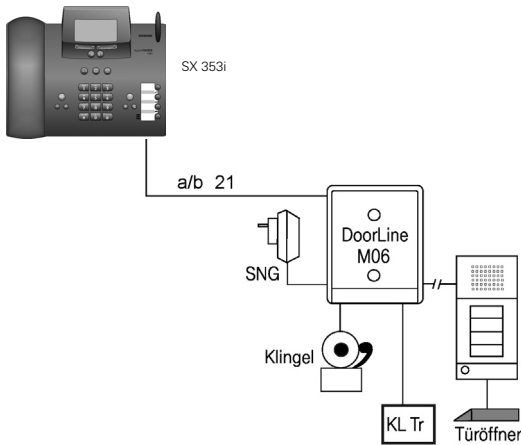 SX 353i
a/b 21
DoorLine
M06
SNG
Klingel
KL Tr
Türöffner